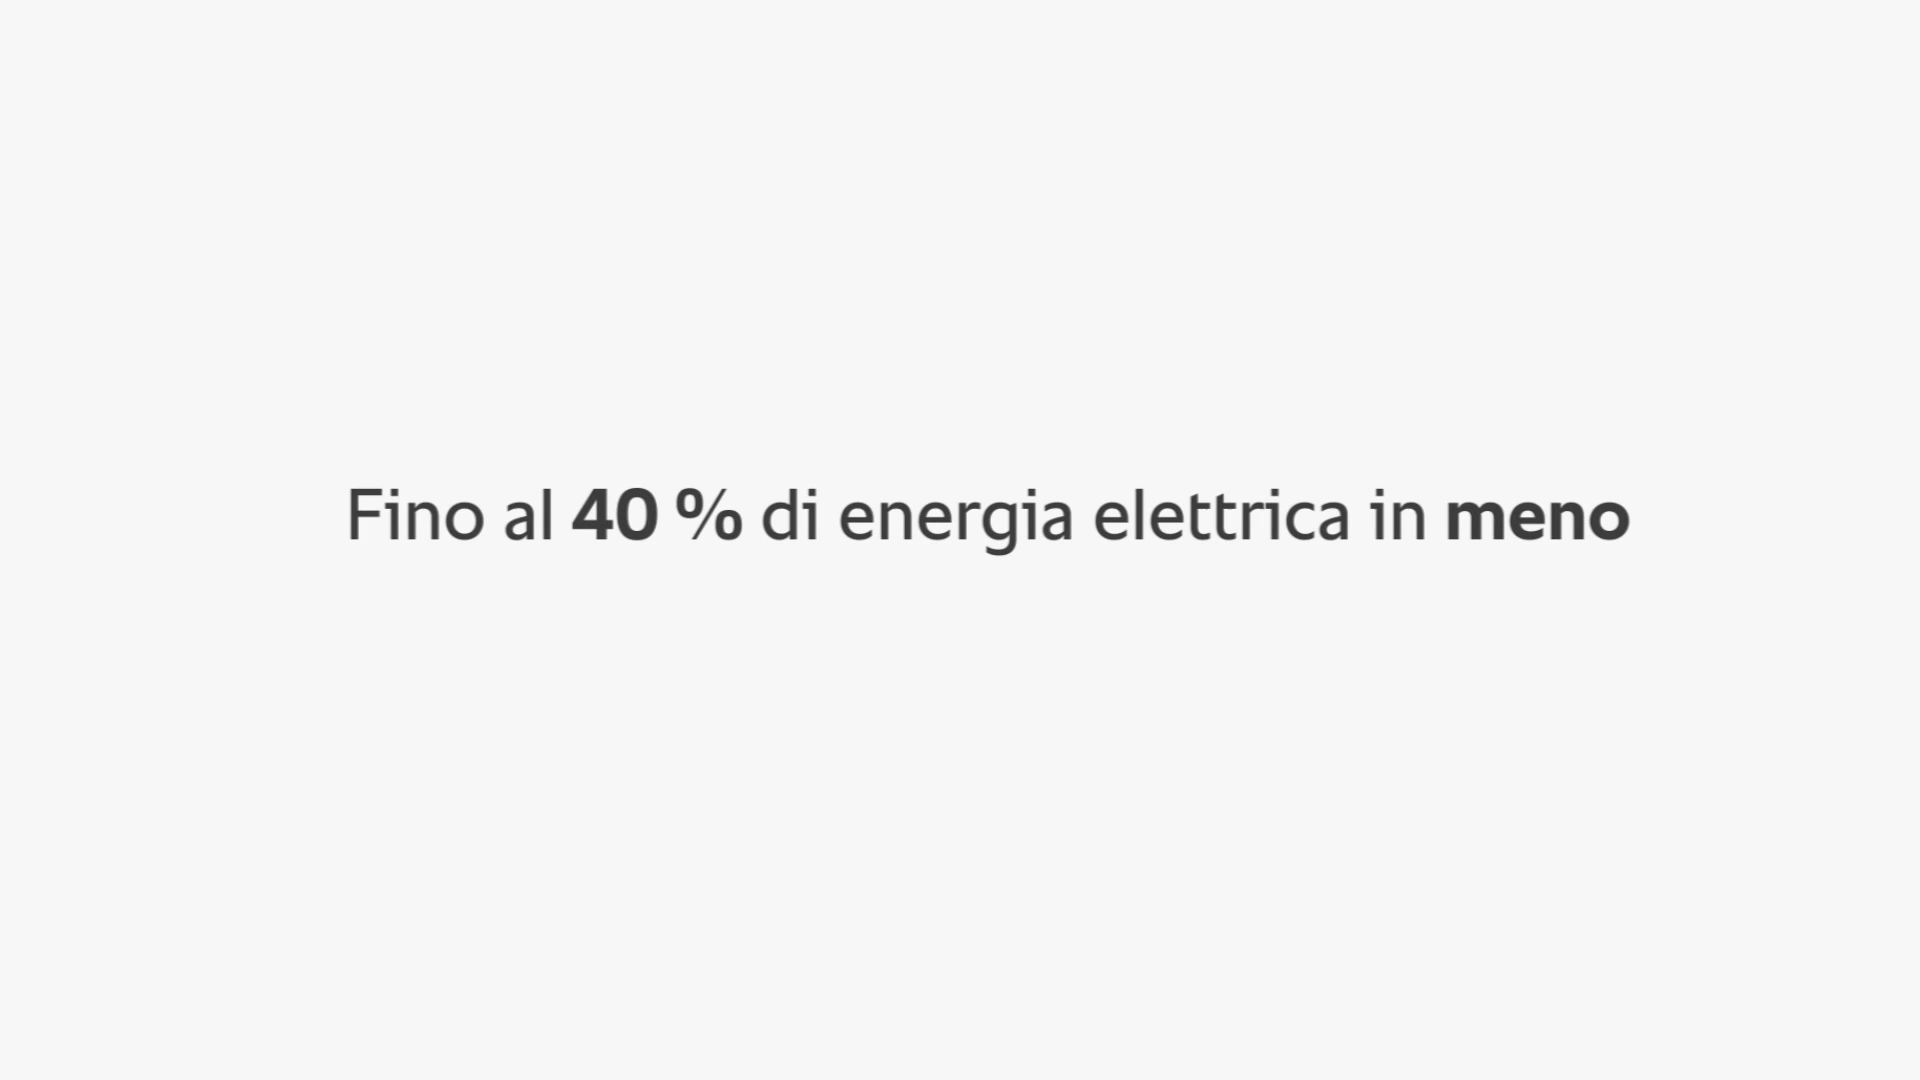 Fino al 40 % di energia elettrica in meno